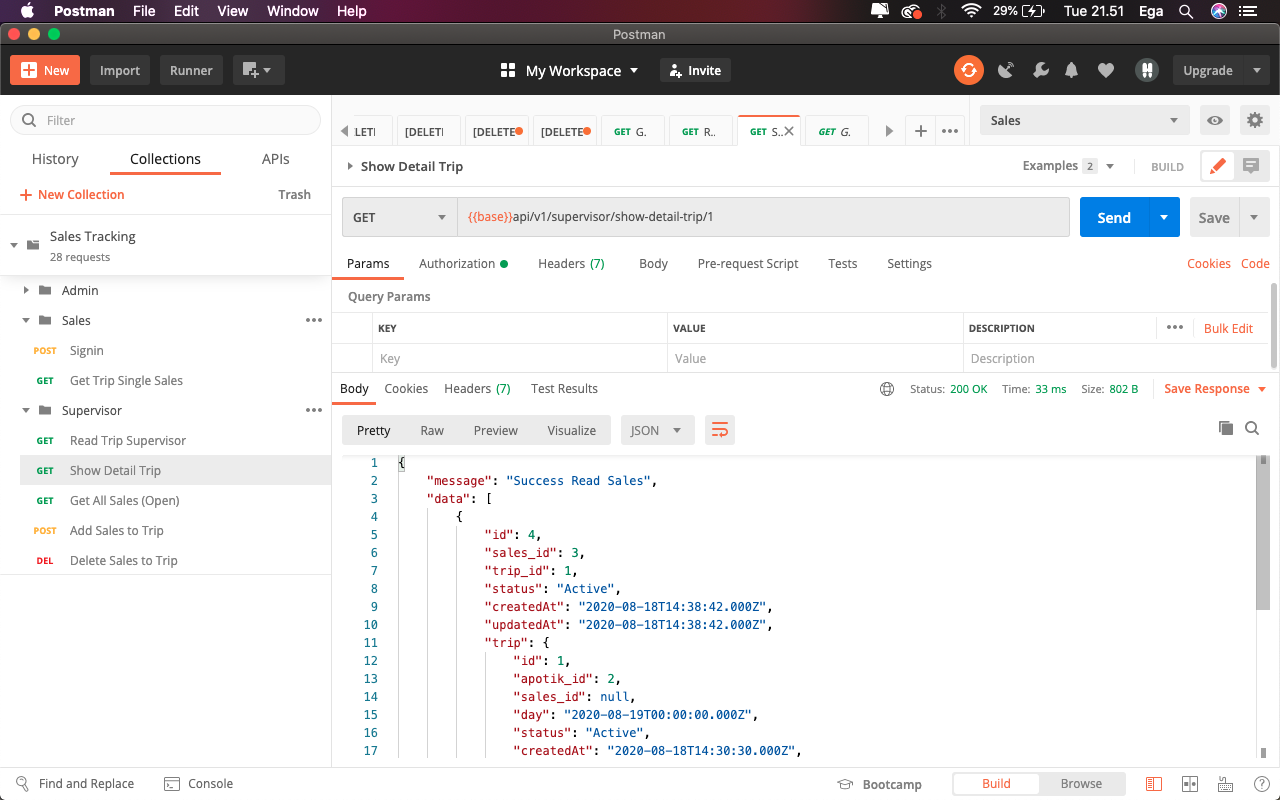 Postman File Edit View Window Help 29% Tue 21.51 Ega
Postman
New Import Runner My Workspace Invite Upgrade
Filter
History Collections APIs
New Collection Trash
Sales Tracking
28 requests
Admin
Sales
POST Signin
GET Get Trip Single Sales
Supervisor
GET Read Trip Supervisor
GET Show Detail Trip
GET Get All Sales (Open)
POST Add Sales to Trip
DEL Delete Sales to Trip
LETI [DELETI [DELETE GET G. GET R.. GET S.. GET G. Sales
[DELETE
Show Detail Trip Examples 2 BUILD
GET {{base}}api/v1/supervisor/show-detail-trip/1 Send Save
Params Authorization Headers (7) Body Pre-request Script Tests Settings Cookies Code
Query Params
KEY VALUE DESCRIPTION Bulk Edit
Key Value Description
Body Cookies Headers (7) Test Results Status: 200 OK Time: 33 ms Size: 802 B Save Response
Pretty Raw Preview Visualize JSON
1 {
2 "message": "Success Read Sales",
3 "data": [
4 {
5 "id": 4,
6 "sales_id": 3,
7 "trip_id": 1,
8 "status": "Active",
9 "createdAt": "2020-08-18T14:38:42.000Z",
10 "updatedAt": "2020-08-18T14:38:42.000Z",
11 "trip": {
12 "id": 1,
13 "apotik_id": 2,
14 "sales_id": null,
15 "day": "2020-08-19T00:00:00.000Z",
16 "status": "Active",
17 "createdAt": "2020-08-18T14:30:30.000Z",
Find and Replace Console Bootcamp Build Browse